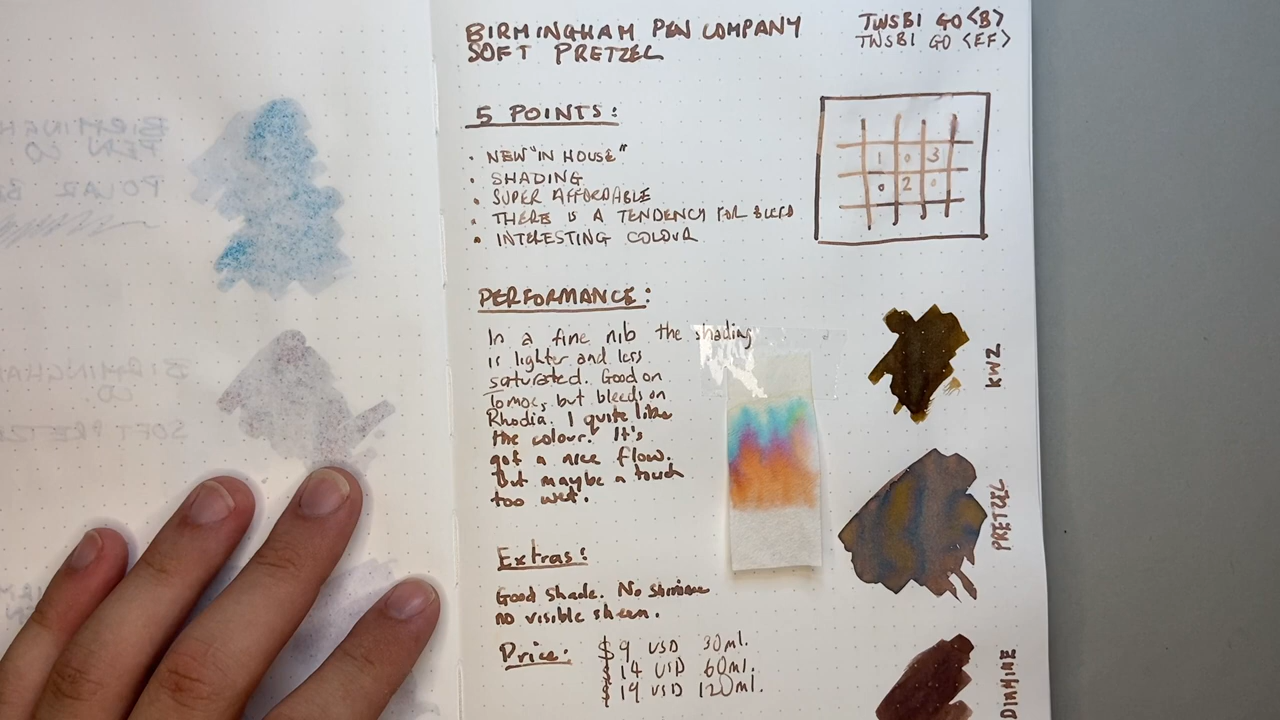 BIRMINGHAM PEN COMPANY
SOFT PRETZEL
TWSBI GO <B>
TWSBI GO <EF>
5 POINTS:
• NEW "IN HOUSE"
• SHADING
• SUPER AFFORDABLE
• THERE IS A TENDENCY FOR BLEED
• INTERESTING COLOUR
1 0 3
0 2 0
PERFORMANCE:
In a fine nib the shading
is lighter and less
saturated. Good on
Tomoe, but bleeds on
Rhodia. I quite like
the colour. It's
got a nice flow.
But maybe a touch
too wet.
KWZ
PRETZEL
DIAMINE
Extras:
Good shade. No shimmer
no visible sheen.
Price: $9 USD 30ml.
$14 USD 60ml.
$19 USD 120ml.